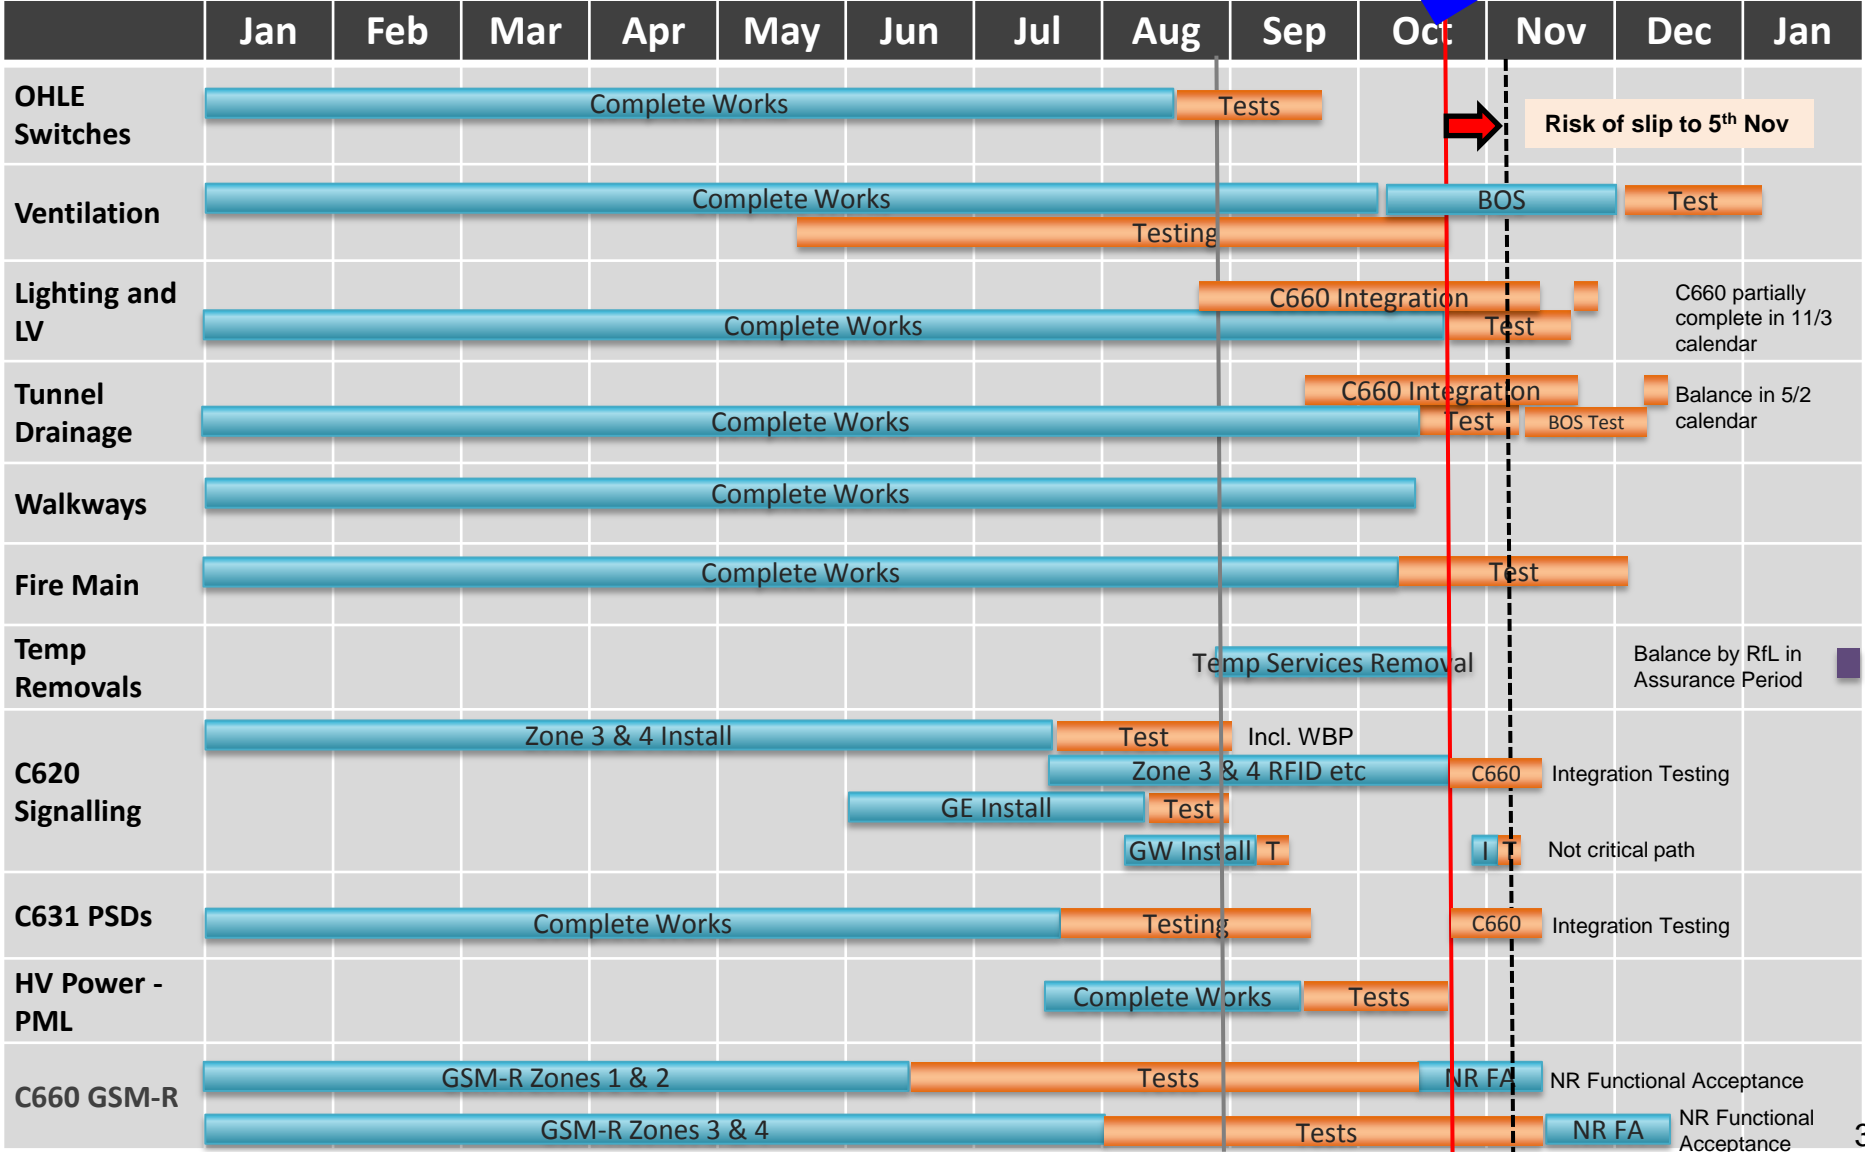 Jan Feb Mar Apr May Jun Jul Aug Sep Oct Nov Dec Jan
OHLE
Switches
Complete Works
Tests
Risk of slip to 5th Nov
Ventilation
Complete Works
BOS
Test
Testing
Lighting and
LV
C660 Integration
Complete Works
Test
C660 partially
complete in 11/3
calendar
Tunnel
Drainage
C660 Integration
Complete Works
Test
BOS Test
Balance in 5/2
calendar
Walkways
Complete Works
Fire Main
Complete Works
Test
Temp
Removals
Temp Services Removal
Balance by RfL in
Assurance Period
C620
Signalling
Zone 3 & 4 Install
Test
Incl. WBP
Zone 3 & 4 RFID etc
C660
Integration Testing
GE Install
Test
GW Install
T
I
T
Not critical path
C631 PSDs
Complete Works
Testing
C660
Integration Testing
HV Power -
PML
Complete Works
Tests
C660 GSM-R
GSM-R Zones 1 & 2
Tests
NR FA
NR Functional Acceptance
GSM-R Zones 3 & 4
Tests
NR FA
NR Functional
Acceptance
3